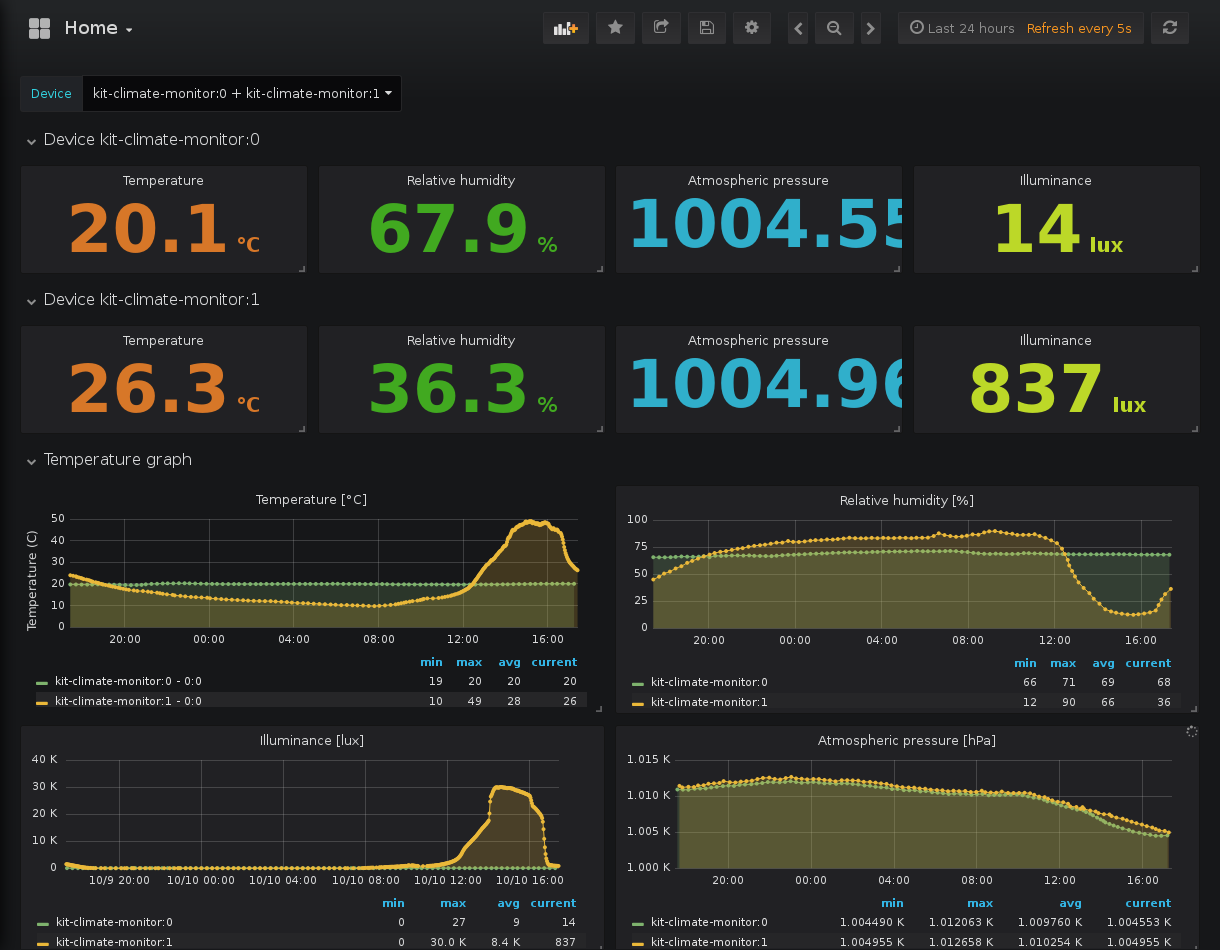 Home
Last 24 hours Refresh every 5s
Device kit-climate-monitor:0 + kit-climate-monitor:1
Device kit-climate-monitor:0
Temperature Relative humidity Atmospheric pressure Illuminance
20.1 °C 67.9 % 1004.55 14 lux
Device kit-climate-monitor:1
Temperature Relative humidity Atmospheric pressure Illuminance
26.3 °C 36.3 % 1004.96 837 lux
Temperature graph
Temperature [°C]
Temperature (C)
50
40
30
20
10
0
20:00 00:00 04:00 08:00 12:00 16:00
min max avg current
kit-climate-monitor:0 - 0:0 19 20 20 20
kit-climate-monitor:1 - 0:0 10 49 28 26
Relative humidity [%]
100
75
50
25
0
20:00 00:00 04:00 08:00 12:00 16:00
min max avg current
kit-climate-monitor:0 66 71 69 68
kit-climate-monitor:1 12 90 66 36
Illuminance [lux]
40 K
30 K
20 K
10 K
0
10/9 20:00 10/10 00:00 10/10 04:00 10/10 08:00 10/10 12:00 10/10 16:00
min max avg current
kit-climate-monitor:0 0 27 9 14
kit-climate-monitor:1 0 30.0 K 8.4 K 837
Atmospheric pressure [hPa]
1.015 K
1.010 K
1.005 K
1.000 K
20:00 00:00 04:00 08:00 12:00 16:00
min max avg current
kit-climate-monitor:0 1.004490 K 1.012063 K 1.009760 K 1.004553 K
kit-climate-monitor:1 1.004955 K 1.012658 K 1.010254 K 1.004955 K